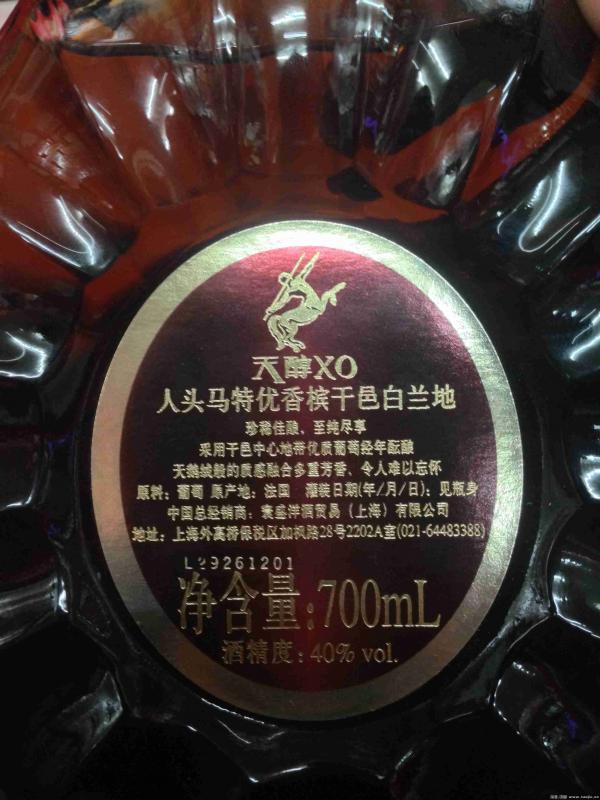 天醇XO
人头马特优香槟干邑白兰地
珍稀佳酿、至纯尽享
采用干邑中心地带优质葡萄轻年酝酿
天鹅绒般的质感融合多重芳香、令人难以忘怀
原料：葡萄 原产地：法国 灌装日期(年/月/日)：见瓶身
中国总经销商：盛洋酒贸易（上海）有限公司
地址：上海外高桥保税区加枫路28号2202A室(021-64483388)
9261201
净含量:700mL
酒精度：40% vol.